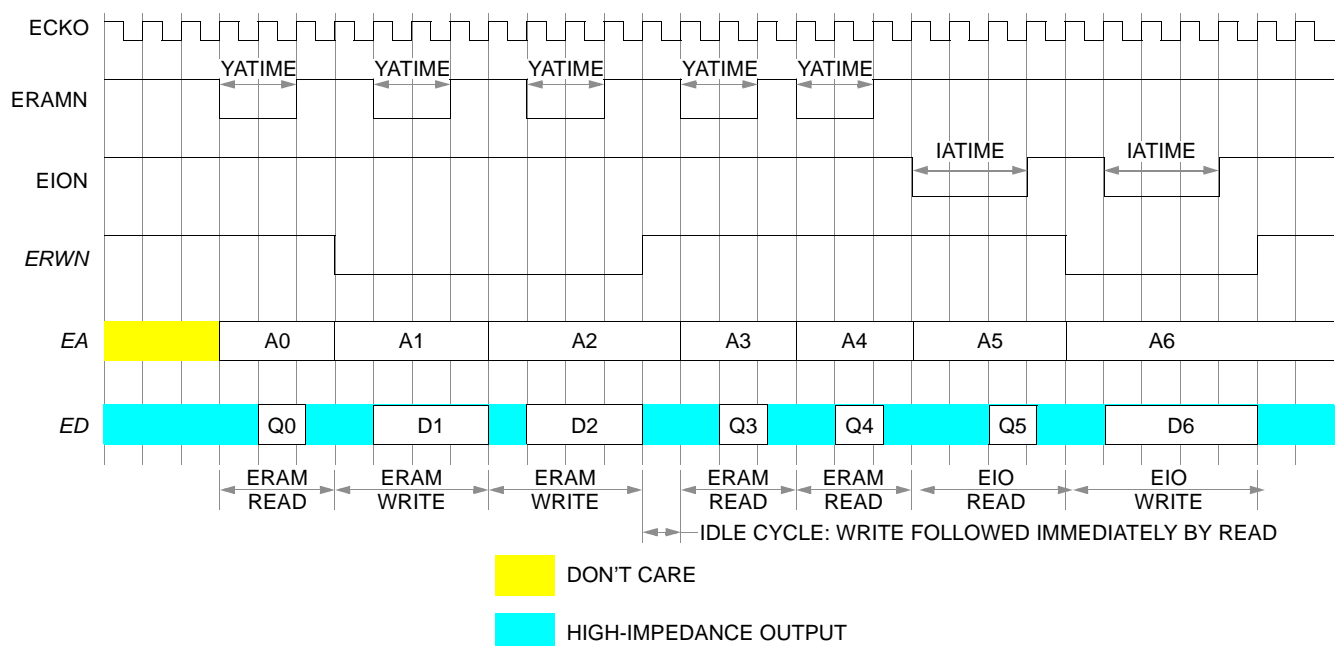 ECKO
YATIME YATIME YATIME YATIME YATIME
ERAMN
IATIME IATIME
EION
ERWN
EA A0 A1 A2 A3 A4 A5 A6
ED Q0 D1 D2 Q3 Q4 Q5 D6
ERAM READ ERAM WRITE ERAM WRITE ERAM READ ERAM READ EIO READ EIO WRITE
IDLE CYCLE: WRITE FOLLOWED IMMEDIATELY BY READ
DON'T CARE
HIGH-IMPEDANCE OUTPUT